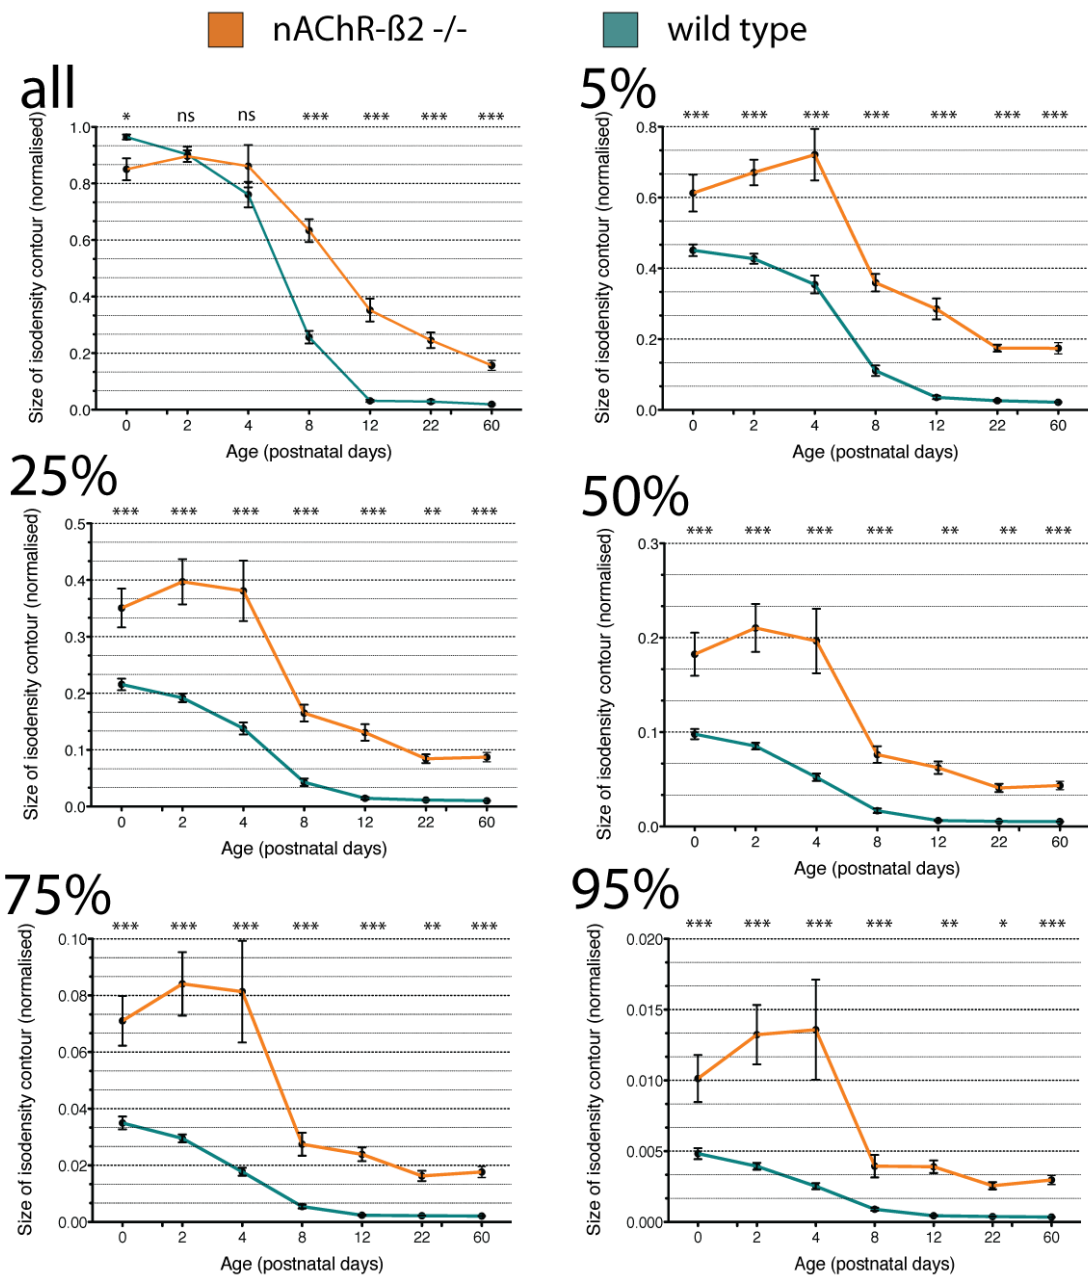 nAChR-ß2 -/- wild type
all
* ns ns *** *** *** ***
Size of isodensity contour (normalised)
1.0
0.8
0.6
0.4
0.2
0.0
0 2 4 8 12 22 60
Age (postnatal days)
5%
*** *** *** *** *** *** ***
Size of isodensity contour (normalised)
0.8
0.6
0.4
0.2
0.0
0 2 4 8 12 22 60
Age (postnatal days)
25%
*** *** *** *** *** ** ***
Size of isodensity contour (normalised)
0.5
0.4
0.3
0.2
0.1
0.0
0 2 4 8 12 22 60
Age (postnatal days)
50%
*** *** *** *** ** ** ***
Size of isodensity contour (normalised)
0.3
0.2
0.1
0.0
0 2 4 8 12 22 60
Age (postnatal days)
75%
*** *** *** *** *** ** ***
Size of isodensity contour (normalised)
0.10
0.08
0.06
0.04
0.02
0.00
0 2 4 8 12 22 60
Age (postnatal days)
95%
*** *** *** *** ** * ***
Size of isodensity contour (normalised)
0.020
0.015
0.010
0.005
0.000
0 2 4 8 12 22 60
Age (postnatal days)